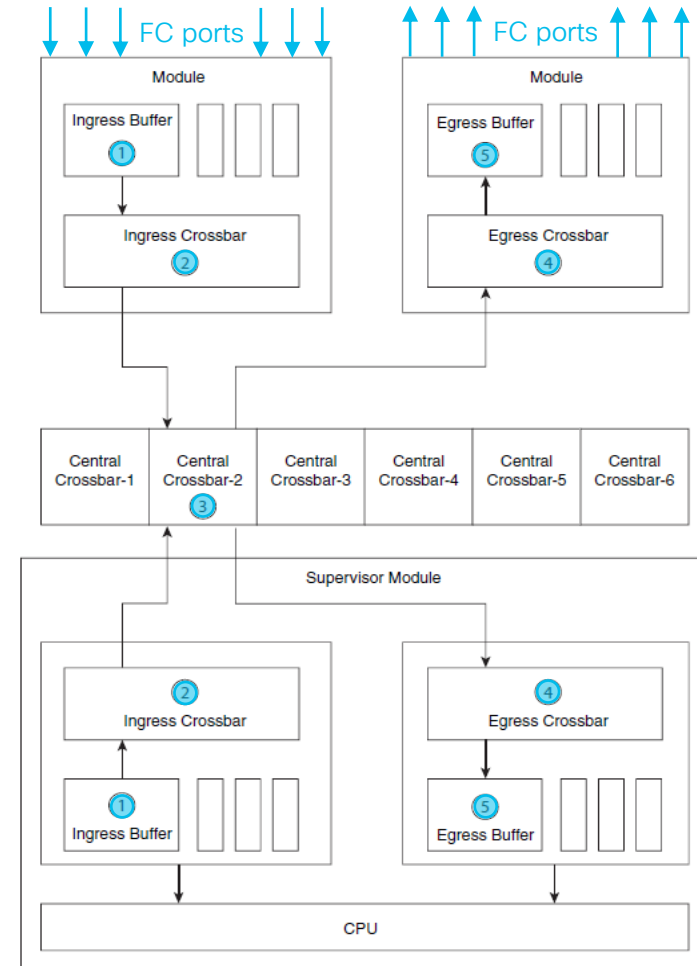 FC ports
FC ports
Module
Module
Ingress Buffer
1
Egress Buffer
5
Ingress Crossbar
2
Egress Crossbar
4
Central
Crossbar-1
Central
Crossbar-2
3
Central
Crossbar-3
Central
Crossbar-4
Central
Crossbar-5
Central
Crossbar-6
Supervisor Module
2
Ingress Crossbar
4
Egress Crossbar
1
Ingress Buffer
5
Egress Buffer
CPU